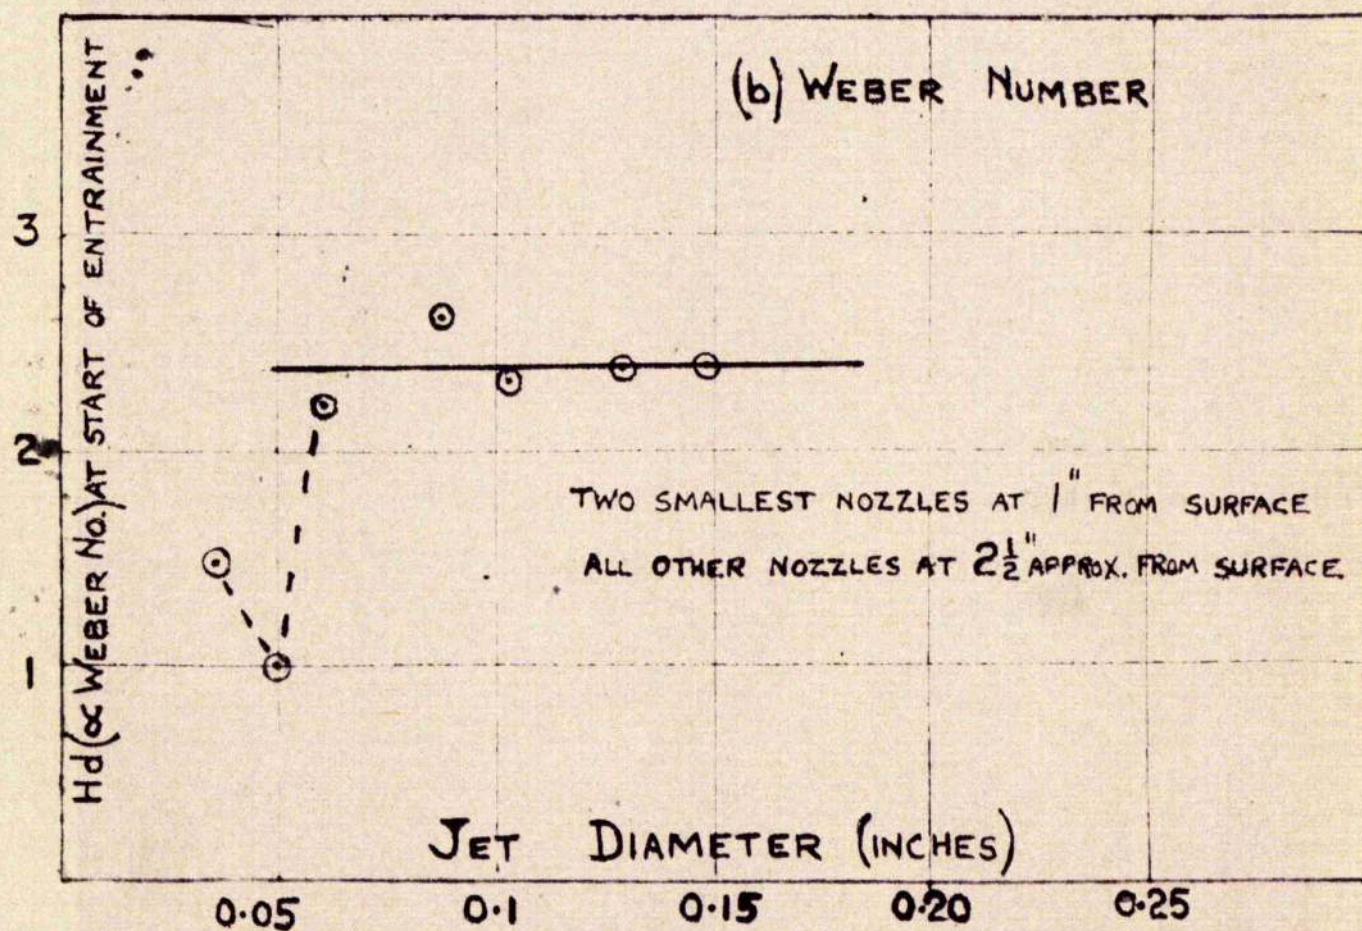 (b) WEBER NUMBER
Hd (∝ WEBER No.) AT START OF ENTRAINMENT
3
2
1
TWO SMALLEST NOZZLES AT 1" FROM SURFACE
ALL OTHER NOZZLES AT 2½" APPROX. FROM SURFACE.
JET DIAMETER (INCHES)
0.05 0.1 0.15 0.20 0.25